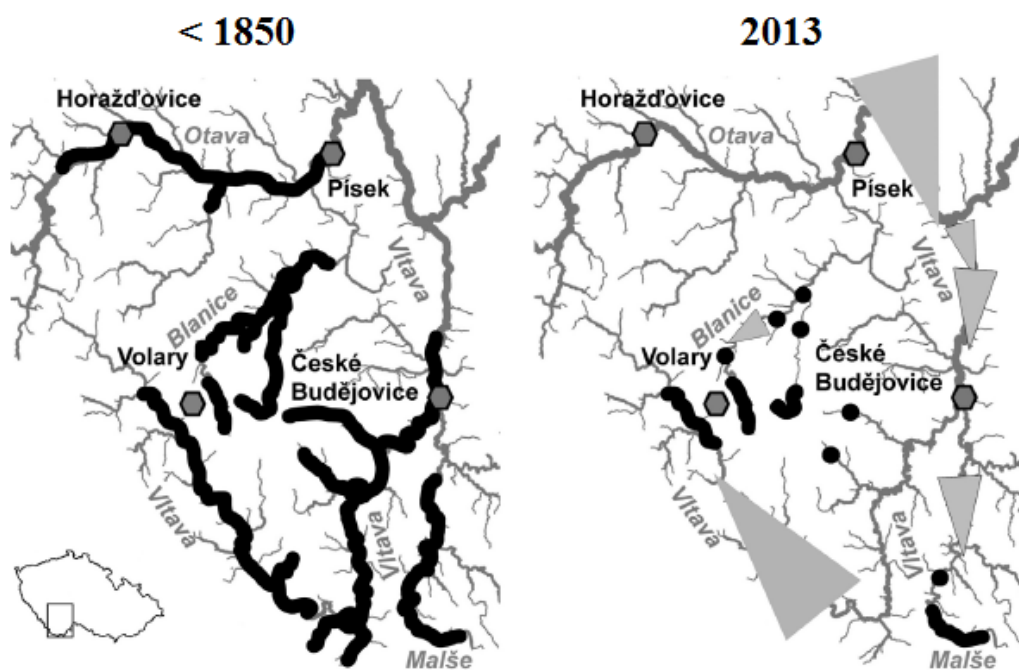 < 1850
Horažďovice
Otava
Písek
Vltava
Blanice
Volary
České
Budějovice
Vltava
Vltava
Malše
2013
Horažďovice
Otava
Písek
Vltava
Blanice
Volary
České
Budějovice
Vltava
Vltava
Malše